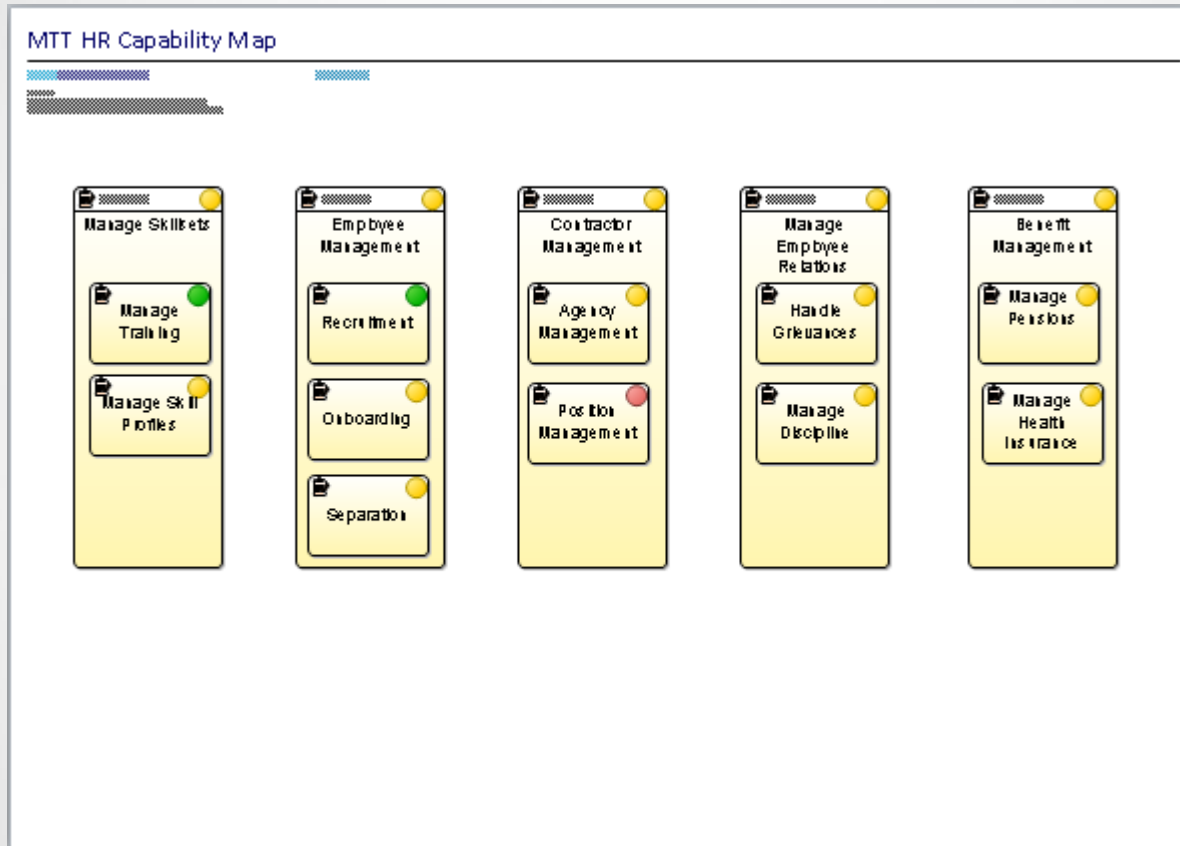 MTT HR Capability Map
Manage Skillsets
Manage
Training
Manage Skill
Profiles
Employee
Management
Recruitment
Onboarding
Separation
Contractor
Management
Agency
Management
Position
Management
Manage
Employee
Relations
Handle
Grievances
Manage
Discipline
Benefit
Management
Manage
Pensions
Manage
Health
Insurance